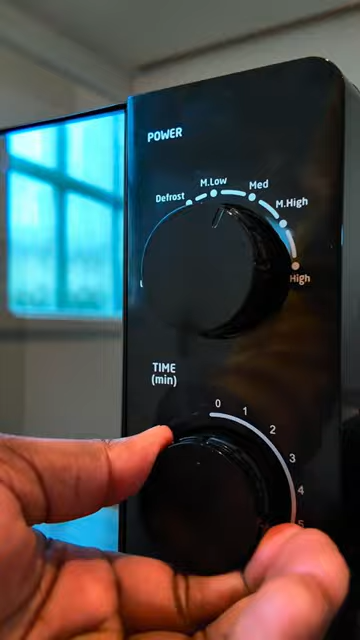 POWER
Defrost
M.Low
Med
M.High
High
TIME
(min)
0
1
2
3
4
5